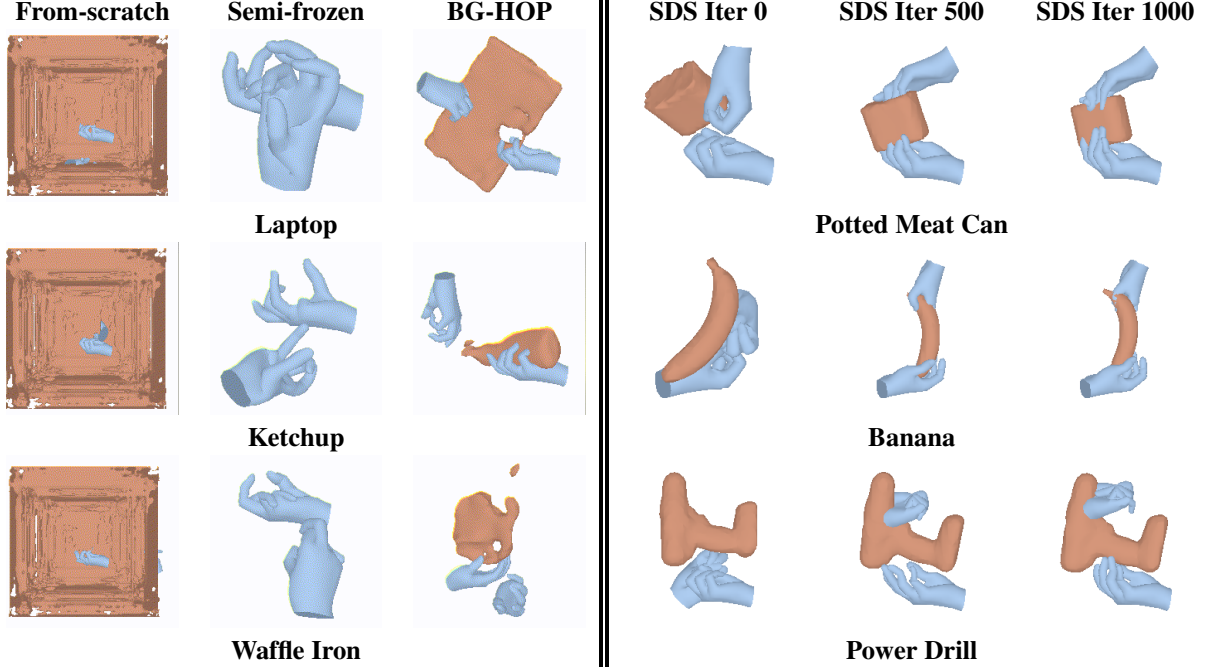 From-scratch Semi-frozen BG-HOP
Laptop
Ketchup
Waffle Iron
SDS Iter 0 SDS Iter 500 SDS Iter 1000
Potted Meat Can
Banana
Power Drill